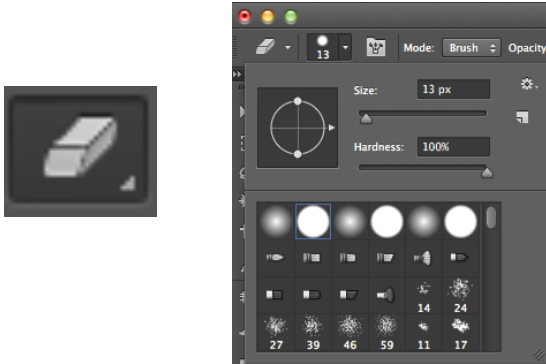 13 Mode: Brush Opacity
Size: 13 px
Hardness: 100%
14 24
27 39 46 59 11 17